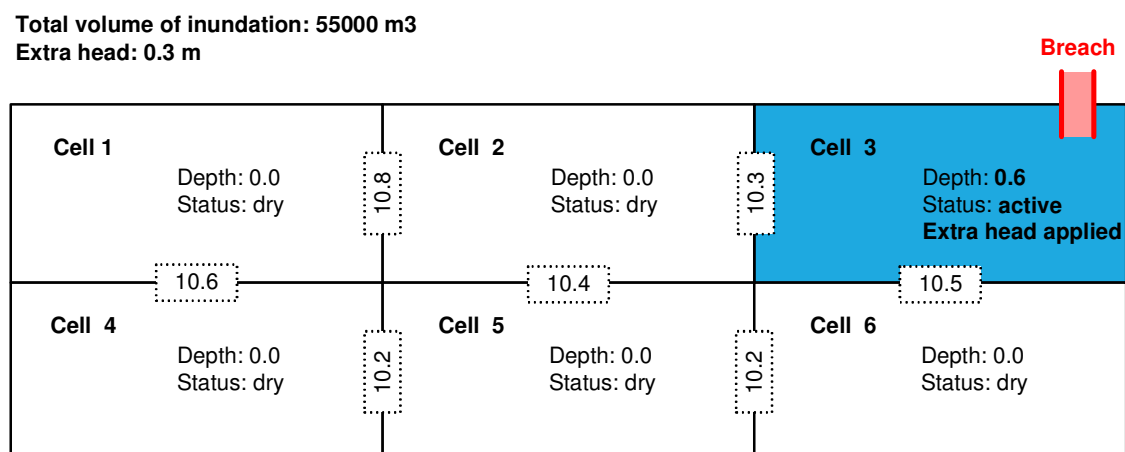 Total volume of inundation: 55000 m3
Extra head: 0.3 m
Breach
Cell 1
Depth: 0.0
Status: dry
10.8
Cell 2
Depth: 0.0
Status: dry
10.3
Cell 3
Depth: 0.6
Status: active
Extra head applied
10.6
10.4
10.5
Cell 4
Depth: 0.0
Status: dry
10.2
Cell 5
Depth: 0.0
Status: dry
10.2
Cell 6
Depth: 0.0
Status: dry